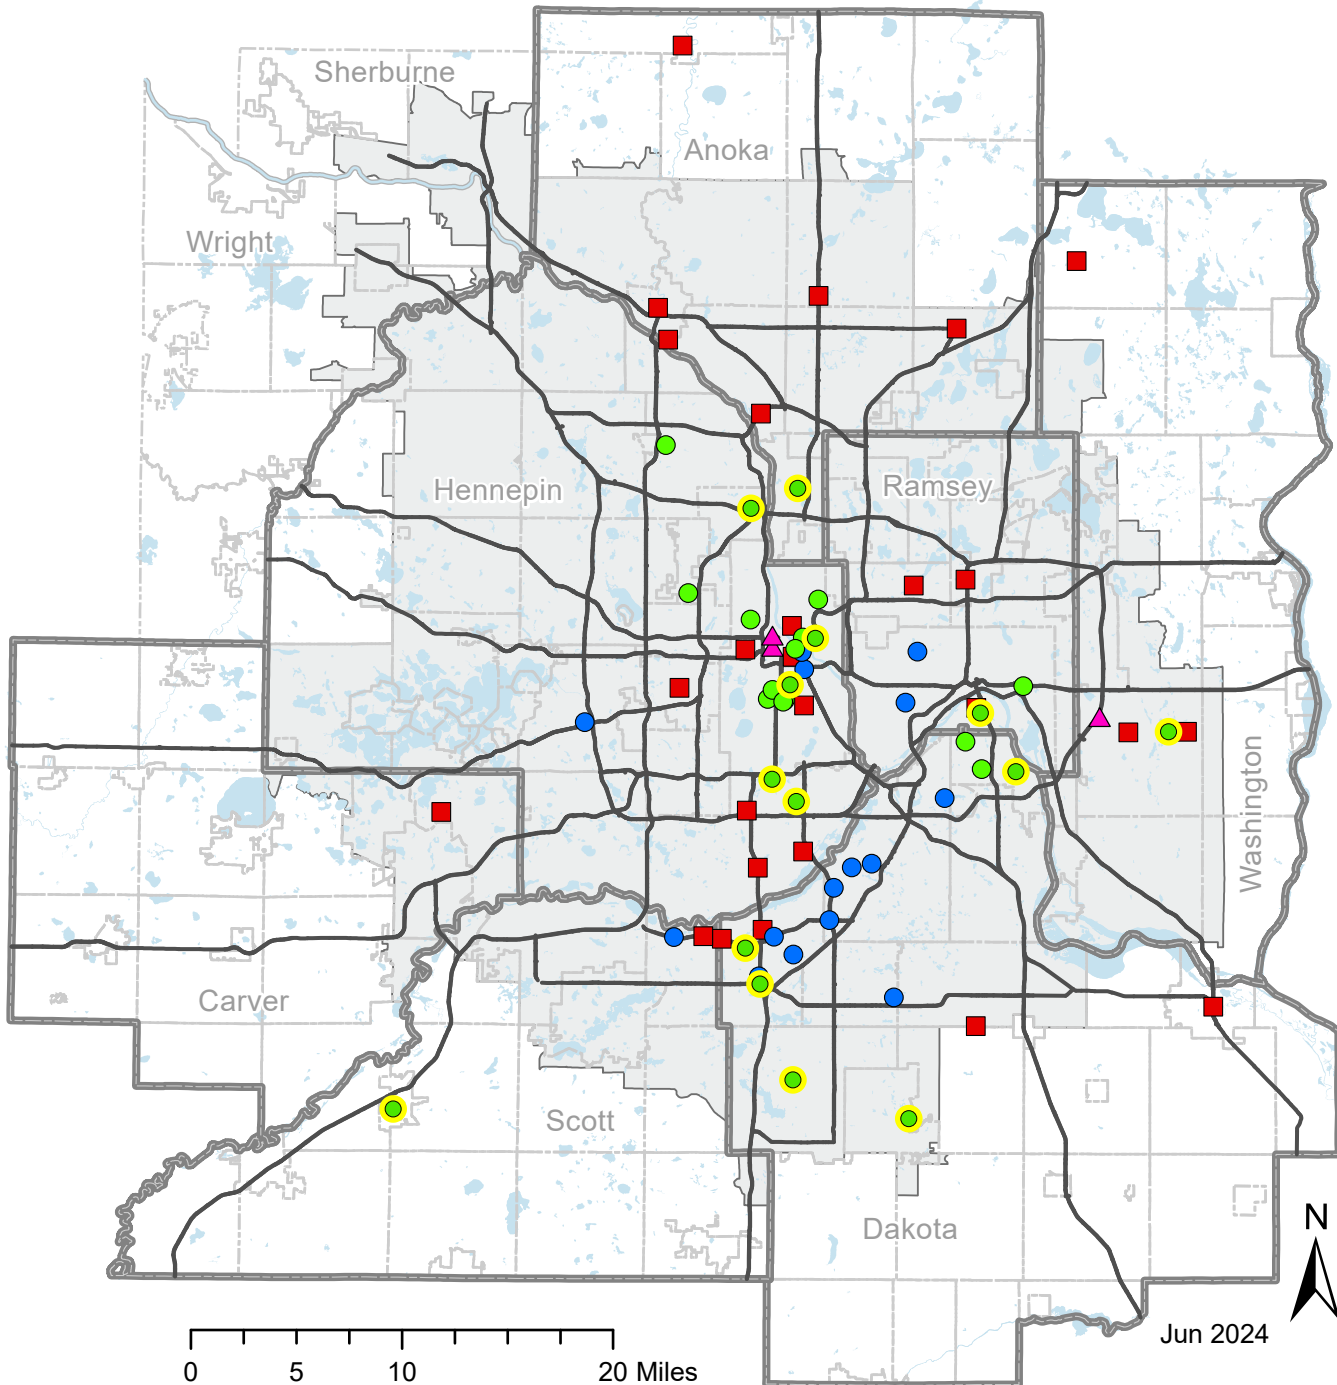 Sherburne
Anoka
Wright
Hennepin
Ramsey
Washington
Carver
Scott
Dakota
N
Jun 2024
0 5 10 20 Miles